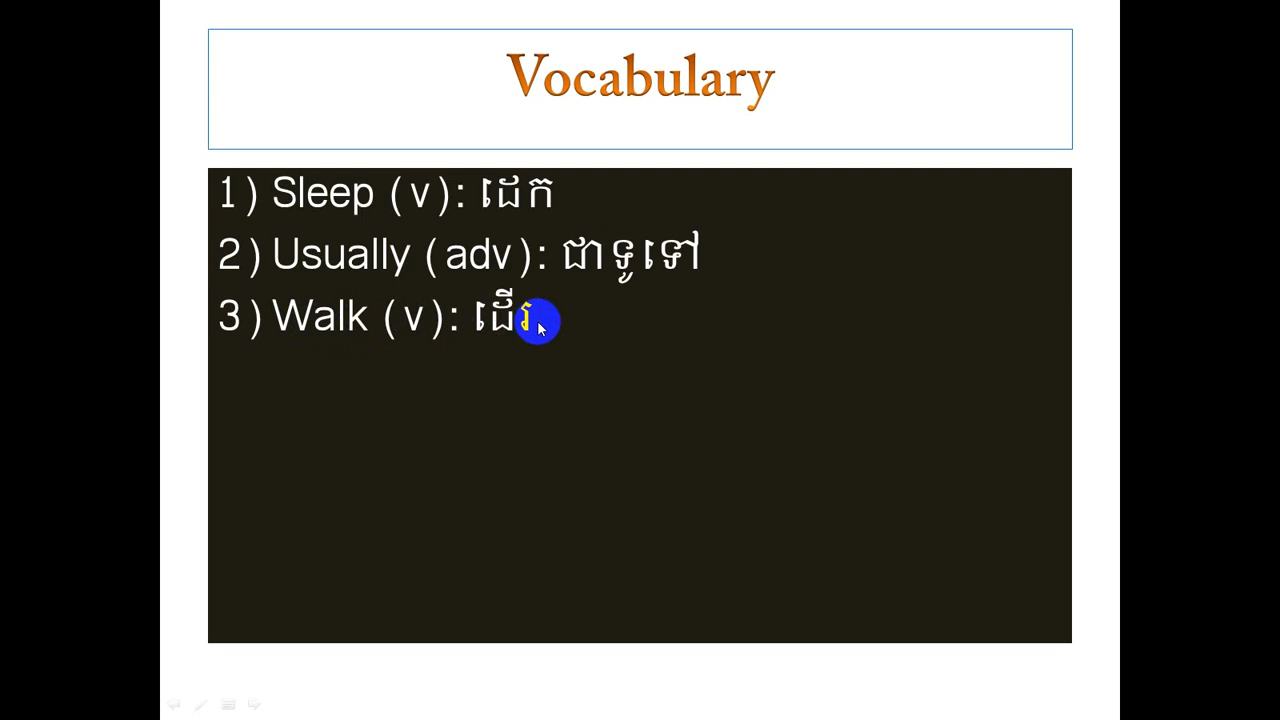 Vocabulary
1) Sleep (v): ដេក
2) Usually (adv): ជាទូទៅ
3) Walk (v): ដើរ